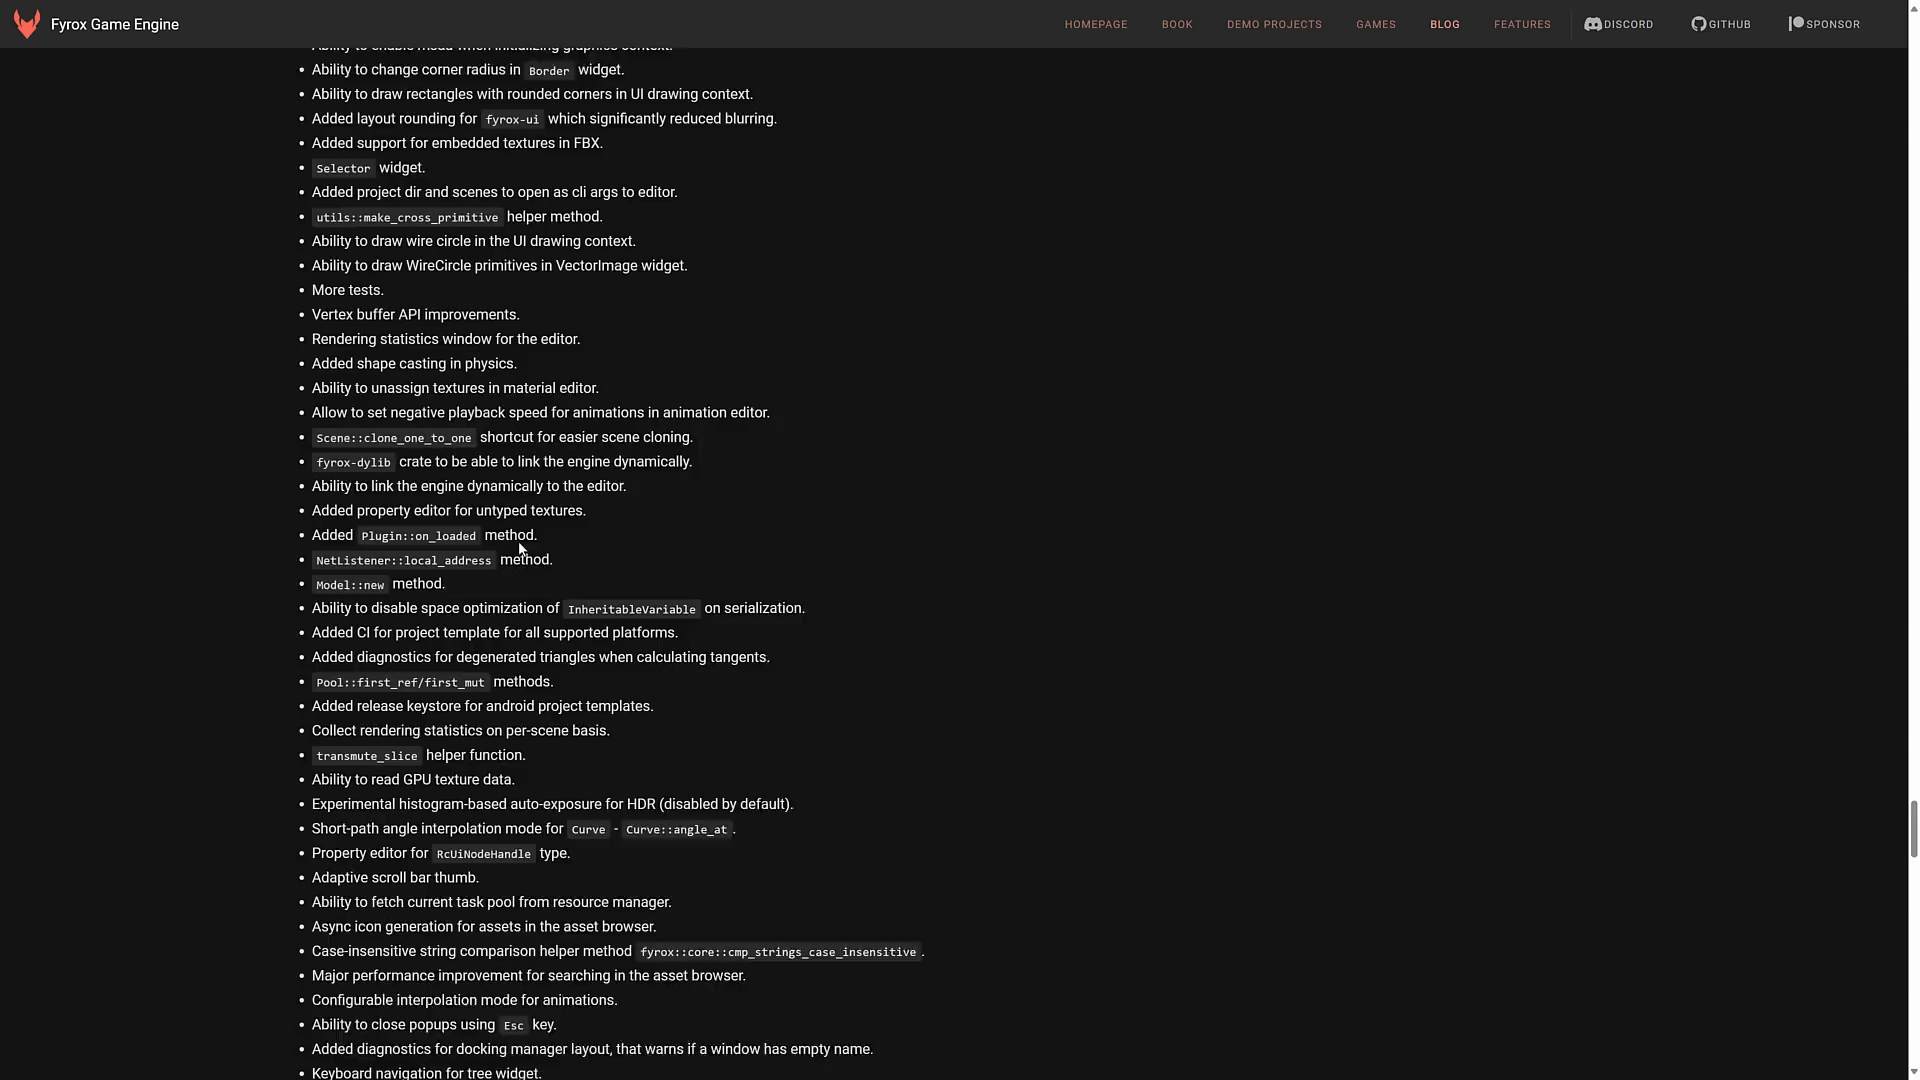 Fyrox Game Engine
HOMEPAGE BOOK DEMO PROJECTS GAMES BLOG FEATURES DISCORD GITHUB SPONSOR
Ability to enable msaa when initializing graphics context.
• Ability to change corner radius in Border widget.
• Ability to draw rectangles with rounded corners in UI drawing context.
• Added layout rounding for fyrox-ui which significantly reduced blurring.
• Added support for embedded textures in FBX.
• Selector widget.
• Added project dir and scenes to open as cli args to editor.
• utils::make_cross_primitive helper method.
• Ability to draw wire circle in the UI drawing context.
• Ability to draw WireCircle primitives in VectorImage widget.
• More tests.
• Vertex buffer API improvements.
• Rendering statistics window for the editor.
• Added shape casting in physics.
• Ability to unassign textures in material editor.
• Allow to set negative playback speed for animations in animation editor.
• Scene::clone_one_to_one shortcut for easier scene cloning.
• fyrox-dylib crate to be able to link the engine dynamically.
• Ability to link the engine dynamically to the editor.
• Added property editor for untyped textures.
• Added Plugin::on_loaded method.
• NetListener::local_address method.
• Model::new method.
• Ability to disable space optimization of InheritableVariable on serialization.
• Added CI for project template for all supported platforms.
• Added diagnostics for degenerated triangles when calculating tangents.
• Pool::first_ref/first_mut methods.
• Added release keystore for android project templates.
• Collect rendering statistics on per-scene basis.
• transmute_slice helper function.
• Ability to read GPU texture data.
• Experimental histogram-based auto-exposure for HDR (disabled by default).
• Short-path angle interpolation mode for Curve - Curve::angle_at.
• Property editor for RcUiNodeHandle type.
• Adaptive scroll bar thumb.
• Ability to fetch current task pool from resource manager.
• Async icon generation for assets in the asset browser.
• Case-insensitive string comparison helper method fyrox::core::cmp_strings_case_insensitive.
• Major performance improvement for searching in the asset browser.
• Configurable interpolation mode for animations.
• Ability to close popups using Esc key.
• Added diagnostics for docking manager layout, that warns if a window has empty name.
• Keyboard navigation for tree widget.